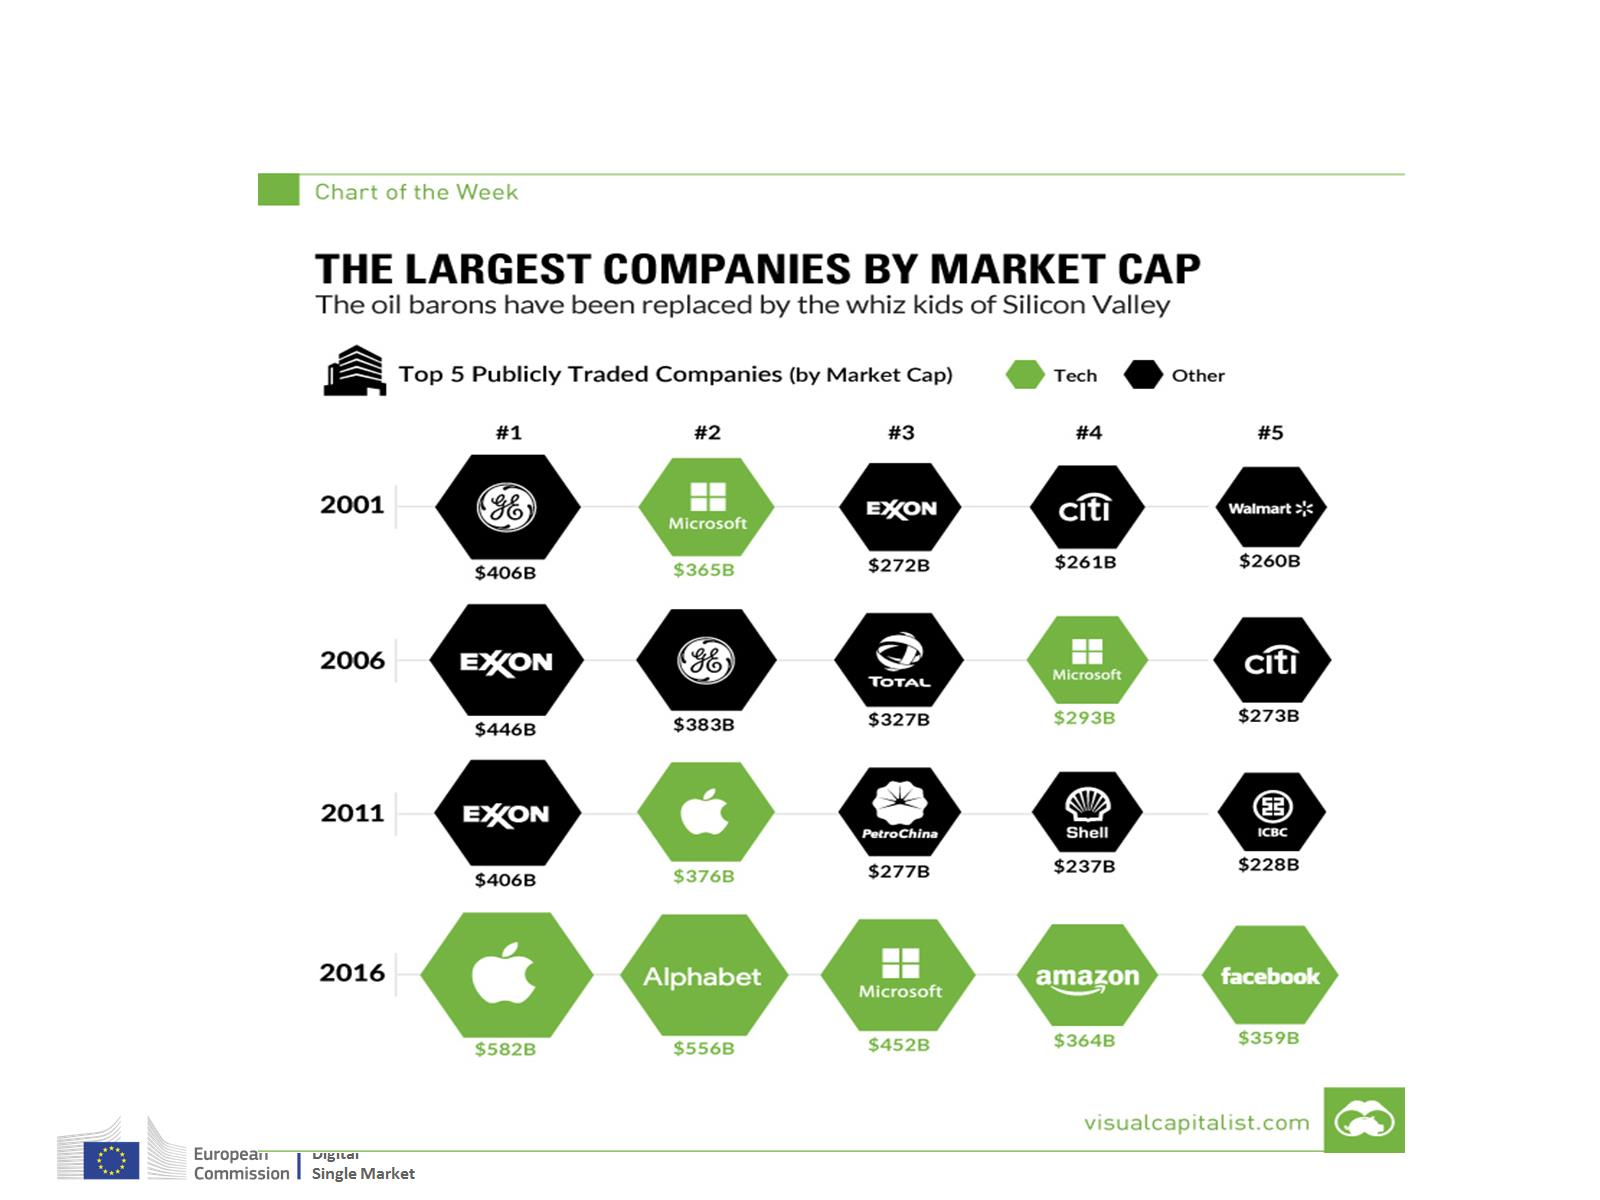 Chart of the Week
THE LARGEST COMPANIES BY MARKET CAP
The oil barons have been replaced by the whiz kids of Silicon Valley
Top 5 Publicly Traded Companies (by Market Cap)
Tech
Other
#1 #2 #3 #4 #5
2001
GE Microsoft EXXON citi Walmart
$406B $365B $272B $261B $260B
2006
EXXON GE TOTAL Microsoft citi
$446B $383B $327B $293B $273B
2011
EXXON PetroChina Shell ICBC
$406B $376B $277B $237B $228B
2016
Alphabet Microsoft amazon facebook
$582B $556B $452B $364B $359B
visualcapitalist.com
European
Commission
Digital
Single Market